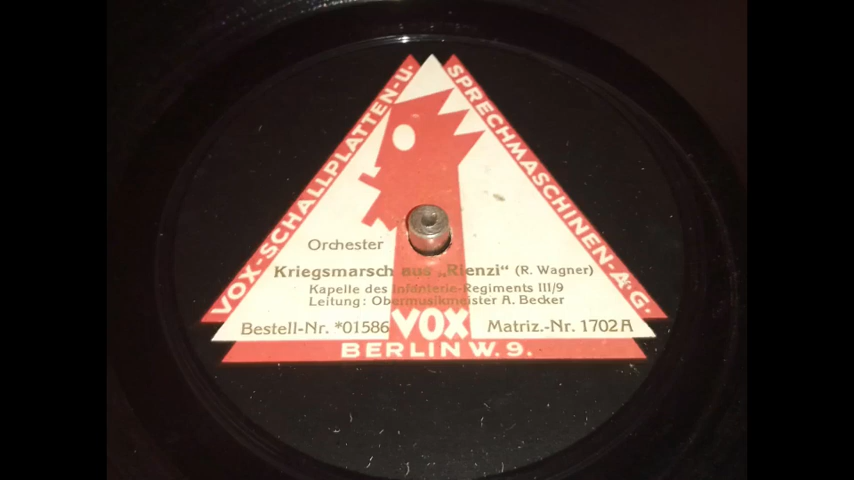 VOX-SCHALLPLATTEN-U.
SPRECHMASCHINEN-A.G.
Orchester
Kriegsmarsch aus „Rienzi“ (R. Wagner)
Kapelle des Infanterie-Regiments III/9
Leitung: Obermusikmeister A. Becker
Bestell-Nr. *01586 VOX Matriz.-Nr. 1702A
BERLIN W. 9.